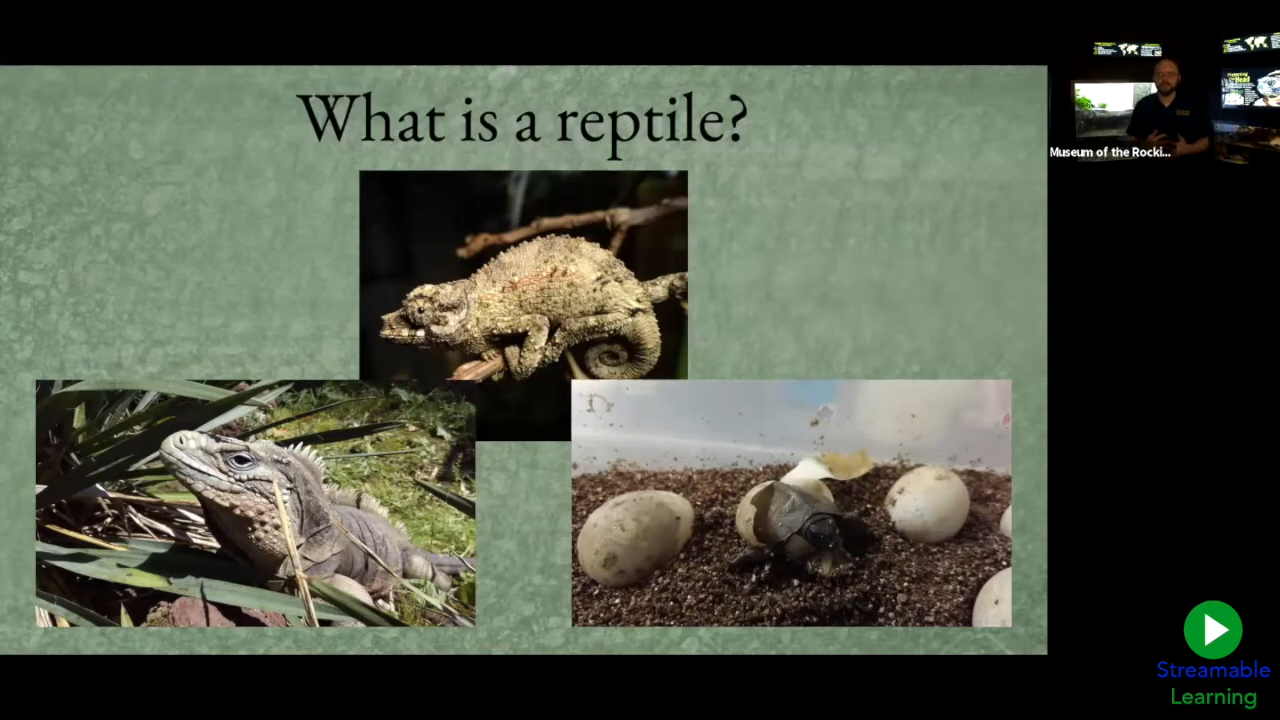 What is a reptile?
Museum of the Rocki...
Streamable
Learning